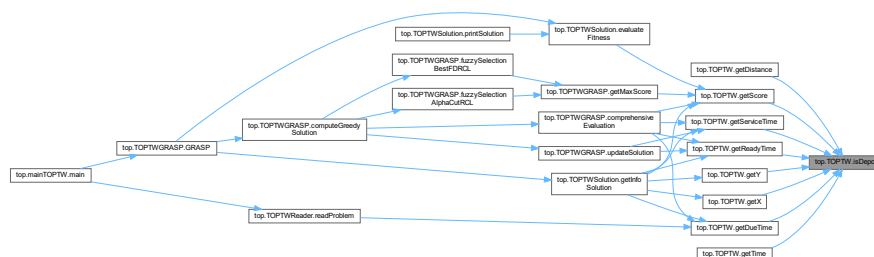 top.TOPTWSolution.printSolution
top.TOPTWSolution.evaluate
Fitness
top.TOPTWGRASP.fuzzySelection
BestFDRCL
top.TOPTWGRASP.fuzzySelection
AlphaCutRCL
top.TOPTWGRASP.getMaxScore
top.TOPTW.getDistance
top.TOPTW.getScore
top.TOPTWGRASP.computeGreedy
Solution
top.TOPTWGRASP.comprehensive
Evaluation
top.TOPTW.getServiceTime
top.TOPTWGRASP.GRASP
top.TOPTWGRASP.updateSolution
top.TOPTW.getReadyTime
top.TOPTW.isDepot
top.mainTOPTW.main
top.TOPTWSolution.getInfo
Solution
top.TOPTW.getY
top.TOPTW.getX
top.TOPTWReader.readProblem
top.TOPTW.getDueTime
top.TOPTW.getTime